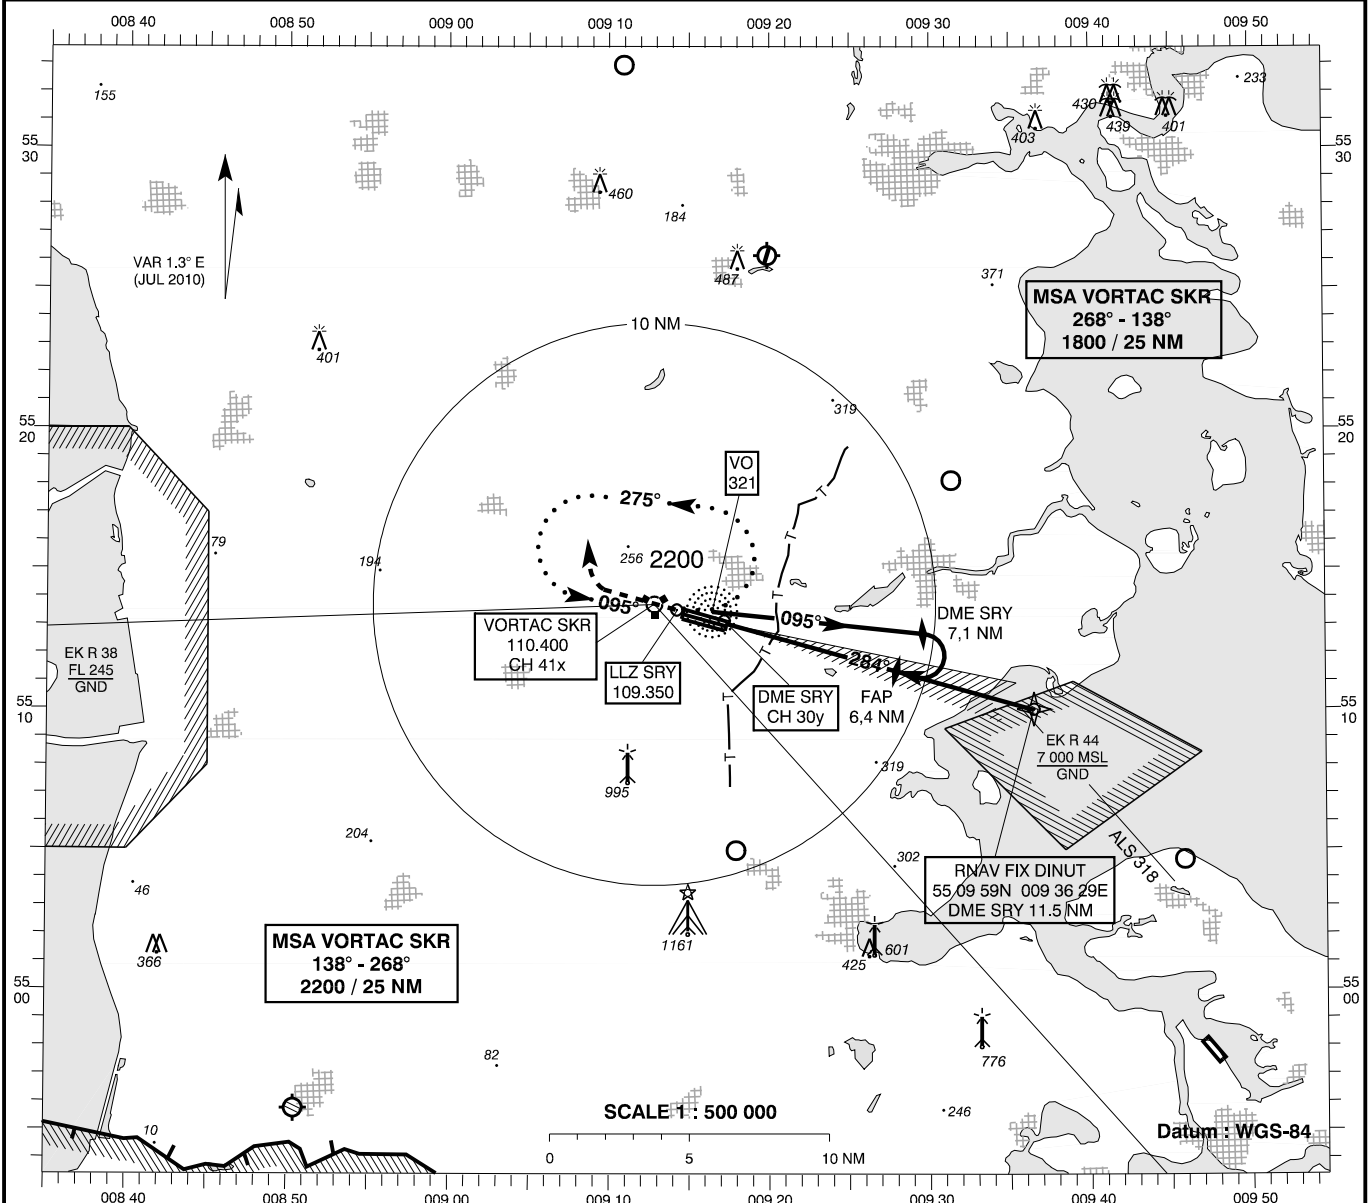 008 40
008 50
009 00
009 10
009 20
009 30
009 40
009 50
155
233
430
439
401
403
55
30
55
30
460
184
VAR 1.3° E
(JUL 2010)
487
371
MSA VORTAC SKR
268° - 138°
1800 / 25 NM
10 NM
401
319
55
20
55
20
VO
321
275°
79
256
2200
194
T
T
T
T
T
095°
095°
DME SRY
7,1 NM
VORTAC SKR
110.400
CH 41x
EK R 38
FL 245
GND
LLZ SRY
109.350
284°
DME SRY
CH 30y
FAP
6,4 NM
55
10
55
10
EK R 44
7 000 MSL
GND
319
995
204
ALS 318
302
46
RNAV FIX DINUT
55 09 59N 009 36 29E
DME SRY 11.5 NM
MSA VORTAC SKR
138° - 268°
2200 / 25 NM
1161
366
425
601
55
00
55
00
82
776
246
10
SCALE 1 : 500 000
Datum : WGS-84
0
5
10 NM
008 40
008 50
009 00
009 10
009 20
009 30
009 40
009 50